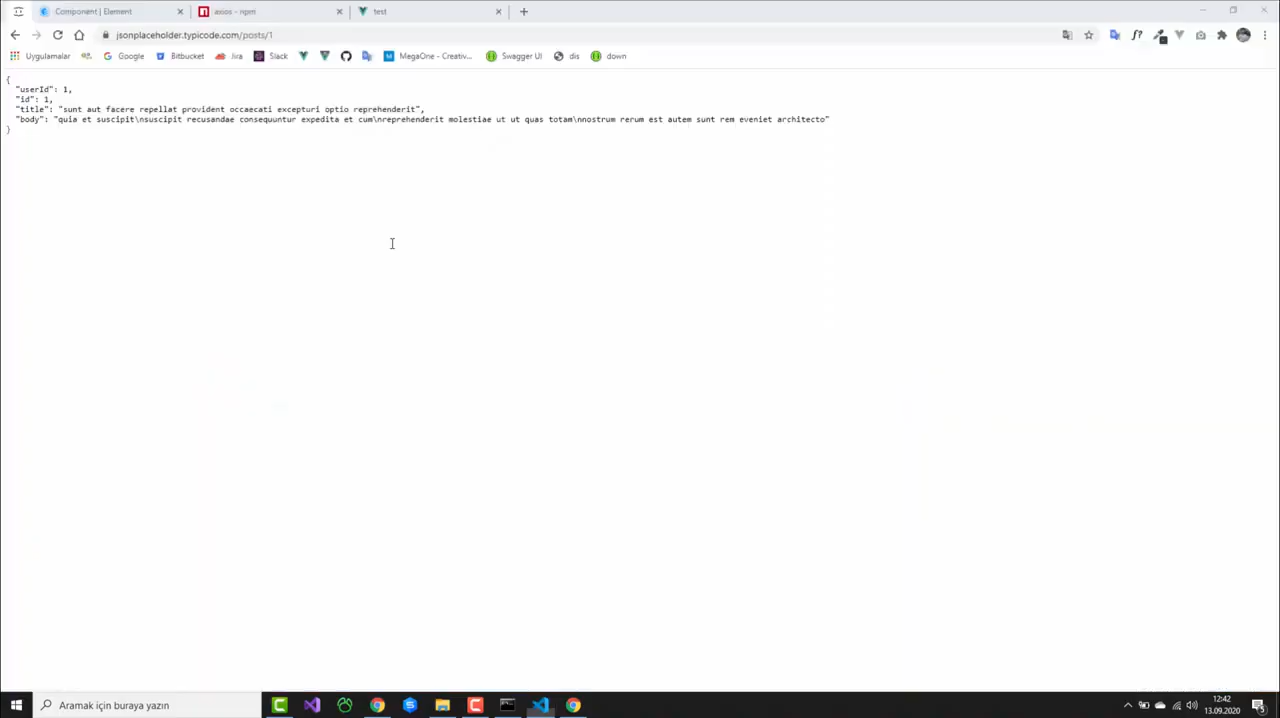 Component | Element
axios - npm
test
jsonplaceholder.typicode.com/posts/1
Uygulamalar Google Bitbucket Jira Slack MegaOne - Creativ... Swagger UI dis down
{
"userId": 1,
"id": 1,
"title": "sunt aut facere repellat provident occaecati excepturi optio reprehenderit",
"body": "quia et suscipit\nsuscipit recusandae consequuntur expedita et cum\nreprehenderit molestiae ut ut quas totam\nnostrum rerum est autem sunt rem eveniet architecto"
}
Aramak için buraya yazın
12:42
13.09.2020